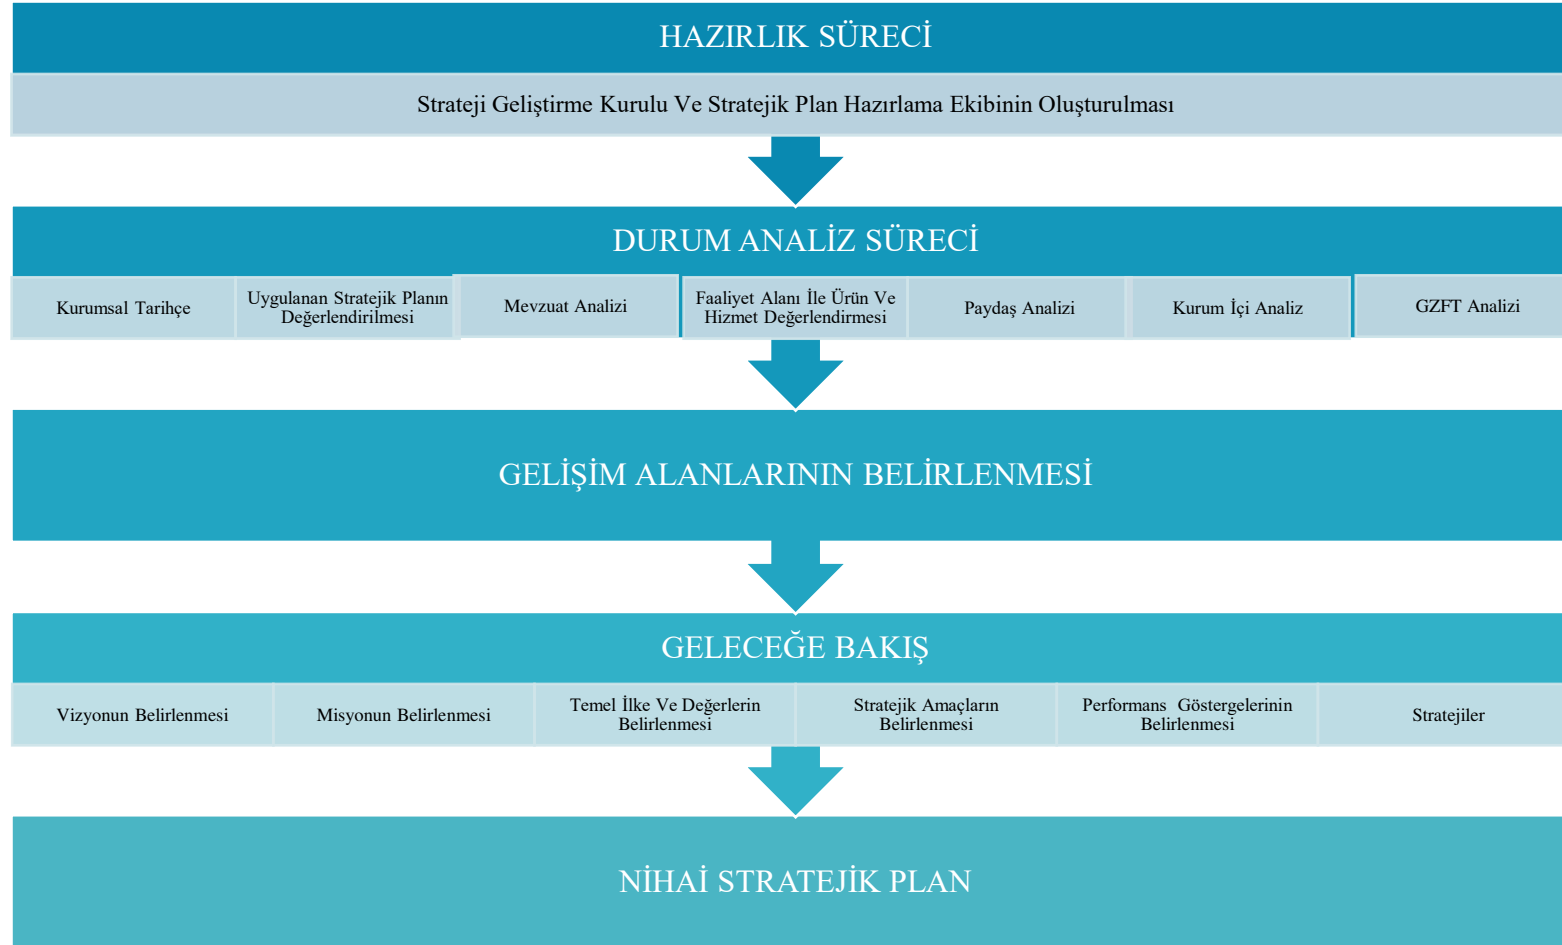 HAZIRLIK SÜRECİ
Strateji Geliştirme Kurulu Ve Stratejik Plan Hazırlama Ekibinin Oluşturulması
DURUM ANALİZ SÜRECİ
Kurumsal Tarihçe
Uygulanan Stratejik Planın
Değerlendirilmesi
Mevzuat Analizi
Faaliyet Alanı İle Ürün Ve
Hizmet Değerlendirmesi
Paydaş Analizi
Kurum İçi Analiz
GZFT Analizi
GELİŞİM ALANLARININ BELİRLENMESİ
GELECEĞE BAKIŞ
Vizyonun Belirlenmesi
Misyonun Belirlenmesi
Temel İlke Ve Değerlerin
Belirlenmesi
Stratejik Amaçların
Belirlenmesi
Performans Göstergelerinin
Belirlenmesi
Stratejiler
NİHAİ STRATEJİK PLAN